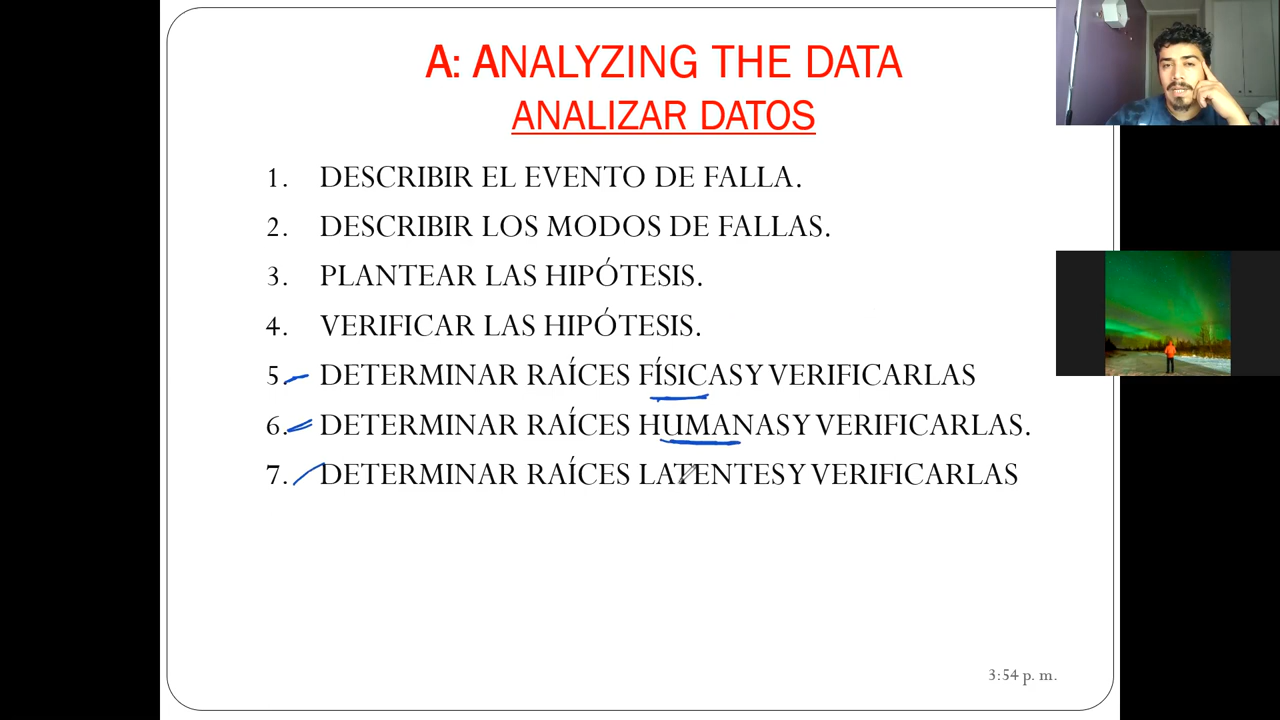 A: ANALYZING THE DATA
ANALIZAR DATOS
1. DESCRIBIR EL EVENTO DE FALLA.
2. DESCRIBIR LOS MODOS DE FALLAS.
3. PLANTEAR LAS HIPÓTESIS.
4. VERIFICAR LAS HIPÓTESIS.
5. DETERMINAR RAÍCES FÍSICAS Y VERIFICARLAS
6. DETERMINAR RAÍCES HUMANAS Y VERIFICARLAS.
7. DETERMINAR RAÍCES LATENTES Y VERIFICARLAS
3:54 p. m.